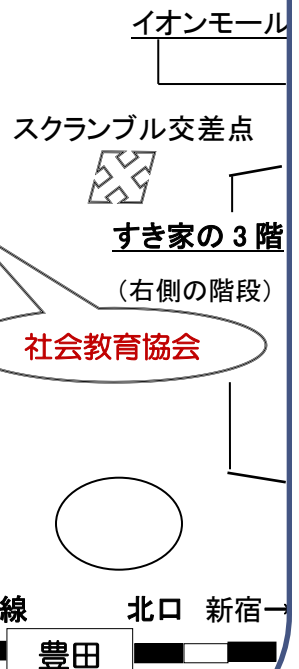 イオンモール
スクランブル交差点
すき家の3階
（右側の階段）
社会教育協会
線 北口 新宿→
豊田